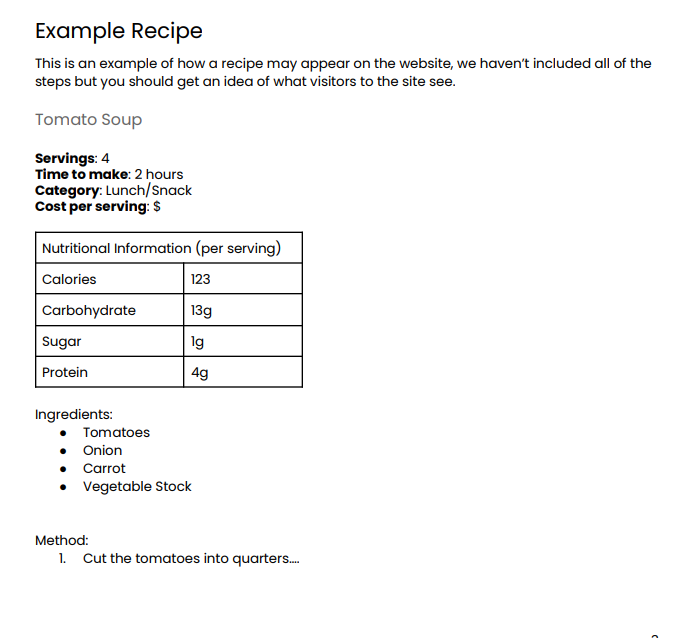 Example Recipe
This is an example of how a recipe may appear on the website, we haven't included all of the
steps but you should get an idea of what visitors to the site see.
Tomato Soup
Servings: 4
Time to make: 2 hours
Category: Lunch/Snack
Cost per serving: $
Nutritional Information (per serving)
Calories 123
Carbohydrate 13g
Sugar 1g
Protein 4g
Ingredients:
● Tomatoes
● Onion
● Carrot
● Vegetable Stock
Method:
1. Cut the tomatoes into quarters....